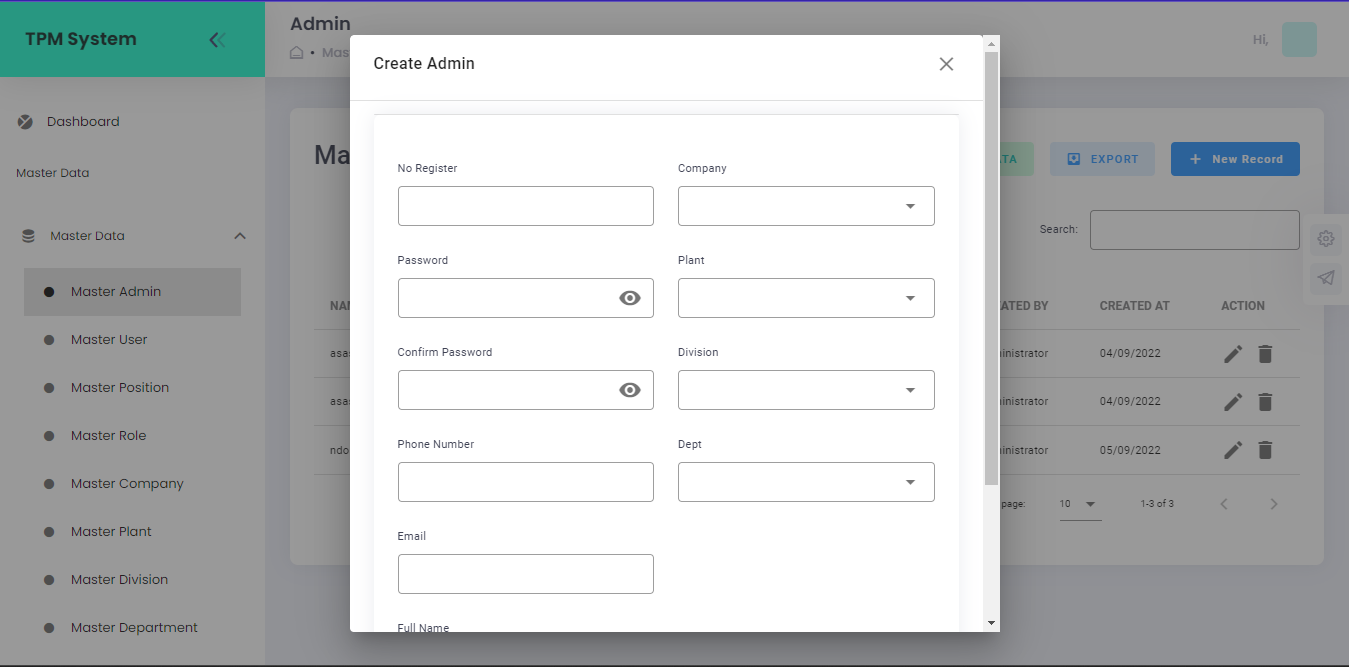 TPM System
Admin
Mas
Hi,
Dashboard
Master Data
Master Data
Master Admin
Master User
Master Position
Master Role
Master Company
Master Plant
Master Division
Master Department
Create Admin
No Register
Company
Password
Plant
Confirm Password
Division
Phone Number
Dept
Email
Full Name
Ma
TA
EXPORT
+ New Record
Search:
NA
ATED BY
CREATED AT
ACTION
asa
inistrator
04/09/2022
asa
inistrator
04/09/2022
ndo
inistrator
05/09/2022
page:
10
1-3 of 3